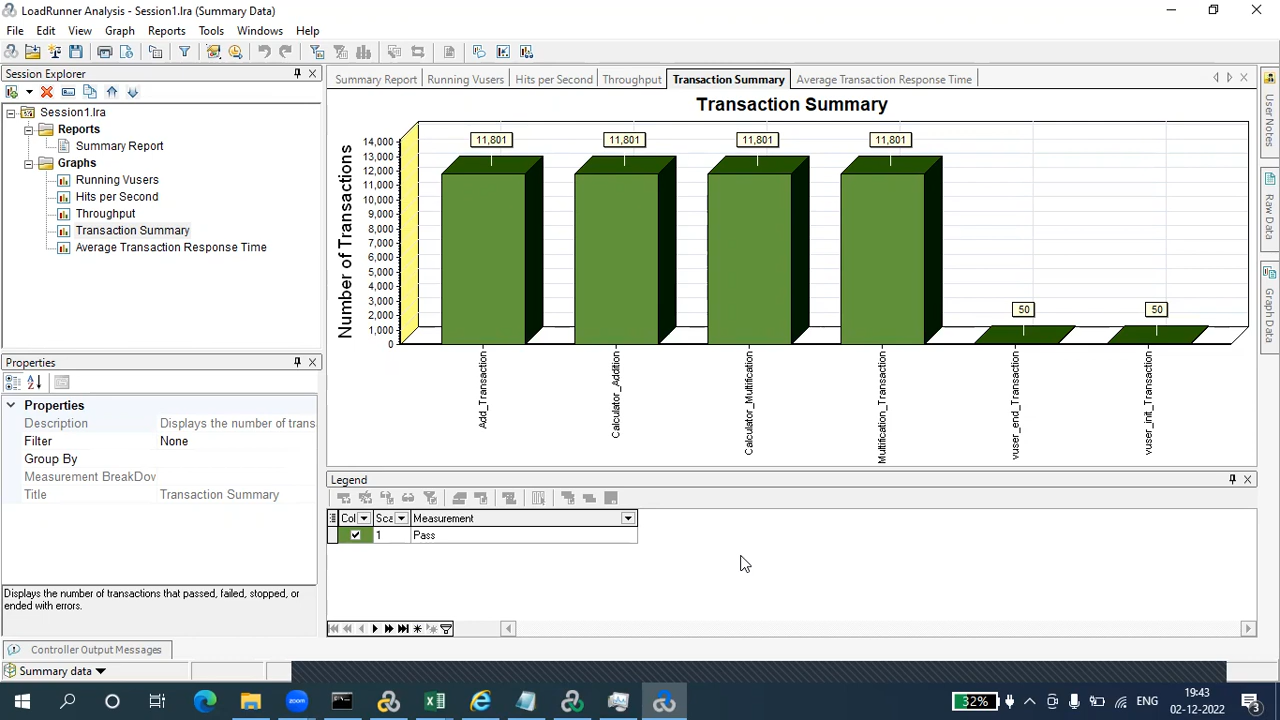 LoadRunner Analysis - Session1.lra (Summary Data)
File Edit View Graph Reports Tools Windows Help
Session Explorer
Session1.lra
Reports
Summary Report
Graphs
Running Vusers
Hits per Second
Throughput
Transaction Summary
Average Transaction Response Time
Properties
Properties
Description Displays the number of trans
Filter None
Group By
Measurement BreakDov
Title Transaction Summary
Displays the number of transactions that passed, failed, stopped, or
ended with errors.
Controller Output Messages
Summary data
Summary Report Running Vusers Hits per Second Throughput Transaction Summary Average Transaction Response Time
Transaction Summary
Number of Transactions
14,000
13,000
12,000
11,000
10,000
9,000
8,000
7,000
6,000
5,000
4,000
3,000
2,000
1,000
0
11,801 11,801 11,801 11,801 50 50
Add_Transaction
Calculator_Addition
Calculator_Multification
Multification_Transaction
vuser_end_Transaction
vuser_init_Transaction
Legend
Col Sca Measurement
1 Pass
User Notes
Raw Data
Graph Data
zoom
32%
ENG
19:43
02-12-2022
3